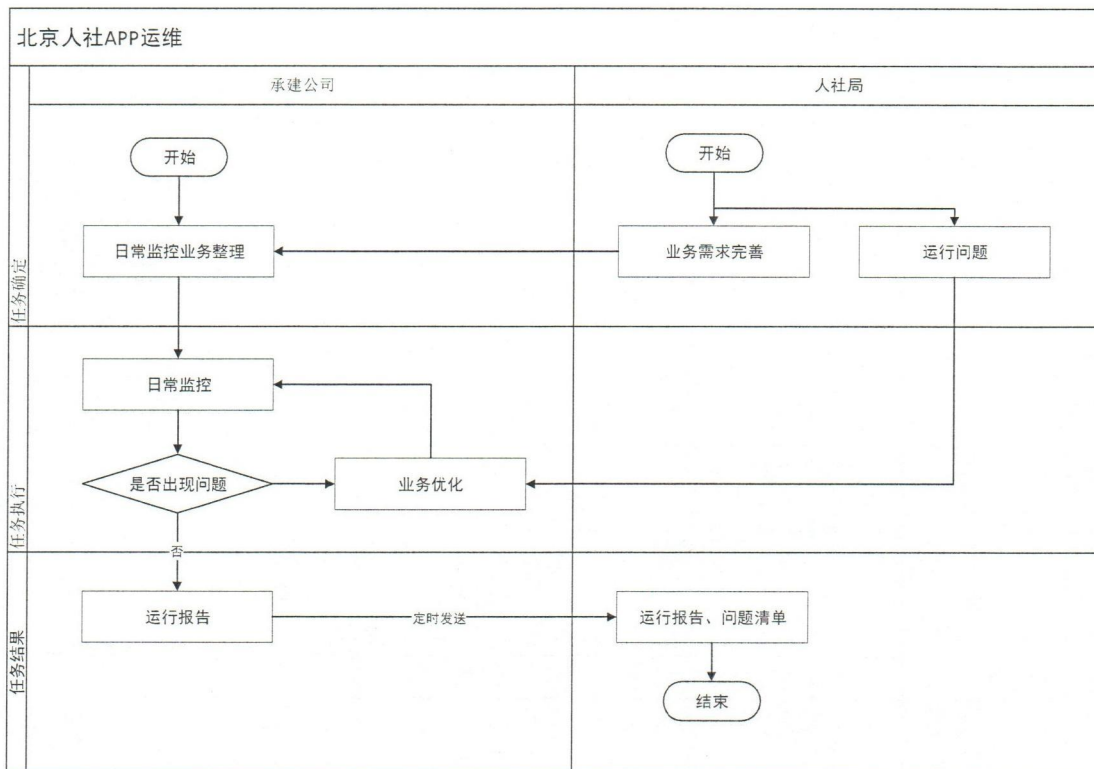 北京人社APP运维
承建公司
人社局
任务确定
开始
开始
日常监控业务整理
业务需求完善
运行问题
任务执行
日常监控
是否出现问题
业务优化
否
任务结果
运行报告
定时发送
运行报告、问题清单
结束